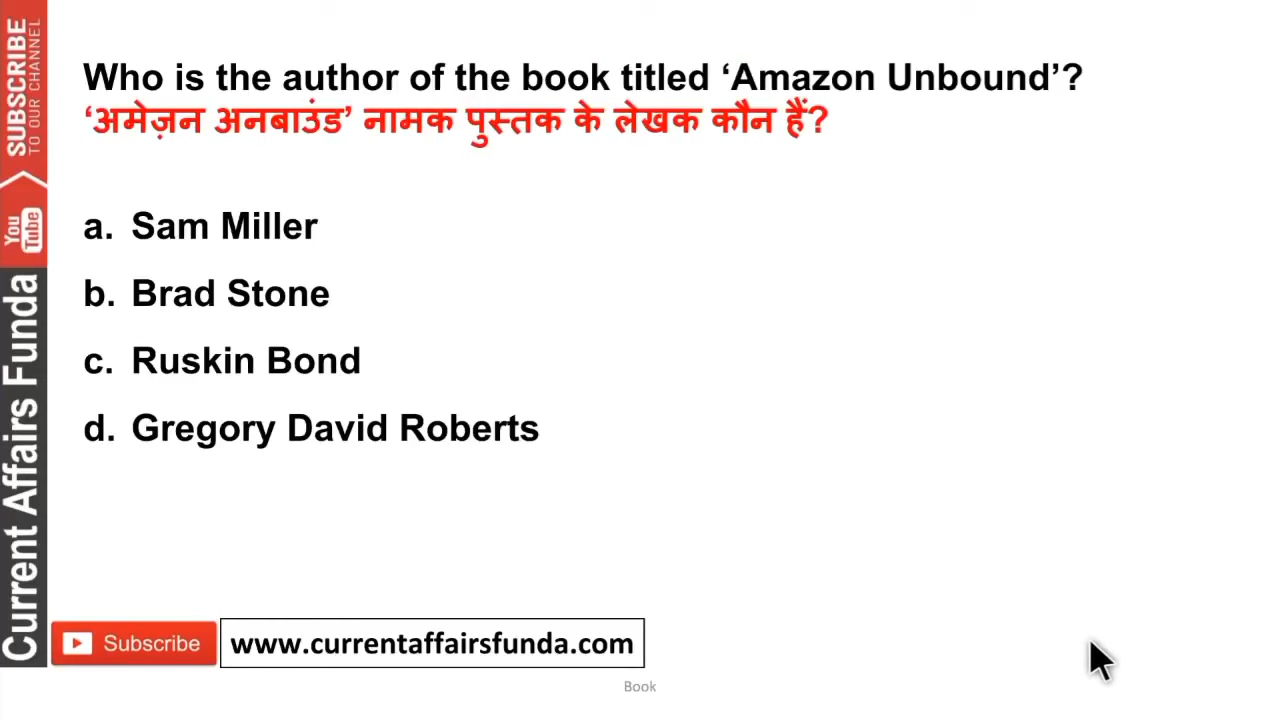 Who is the author of the book titled ‘Amazon Unbound’?
‘अमेज़न अनबाउंड’ नामक पुस्तक के लेखक कौन हैं?
a. Sam Miller
b. Brad Stone
c. Ruskin Bond
d. Gregory David Roberts
SUBSCRIBE
TO OUR CHANNEL
You
Tube
Current Affairs Funda
Subscribe
www.currentaffairsfunda.com
Book